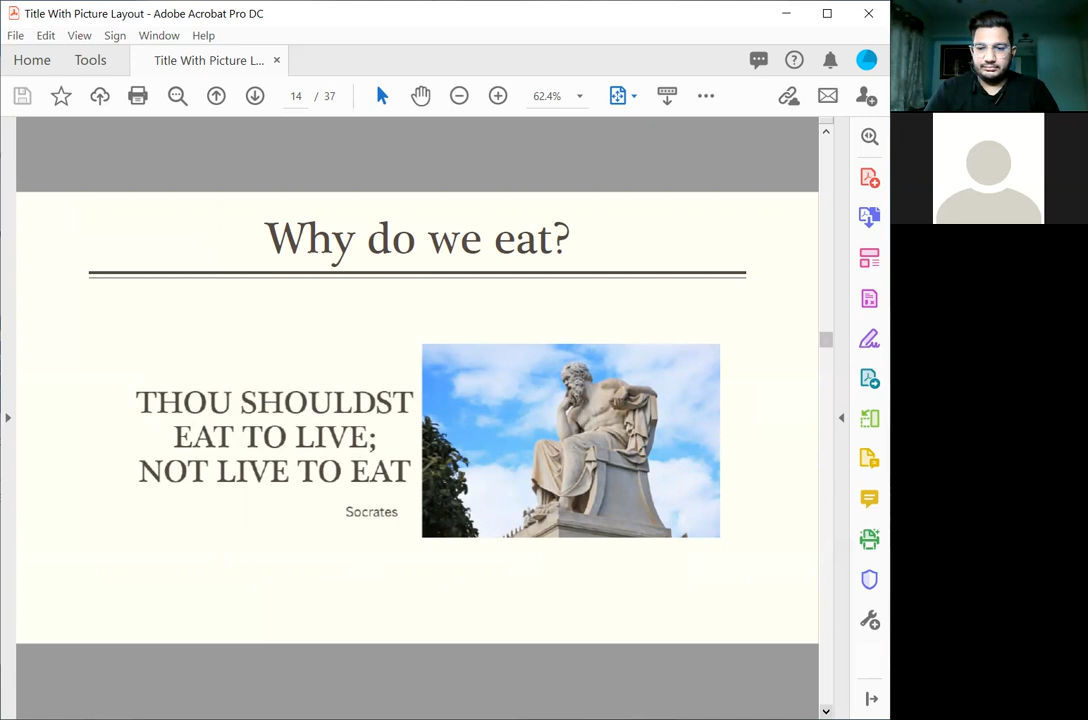 Title With Picture Layout - Adobe Acrobat Pro DC
File Edit View Sign Window Help
Home Tools Title With Picture L... ×
14 / 37 62.4%
Why do we eat?
THOU SHOULDST
EAT TO LIVE;
NOT LIVE TO EAT
Socrates